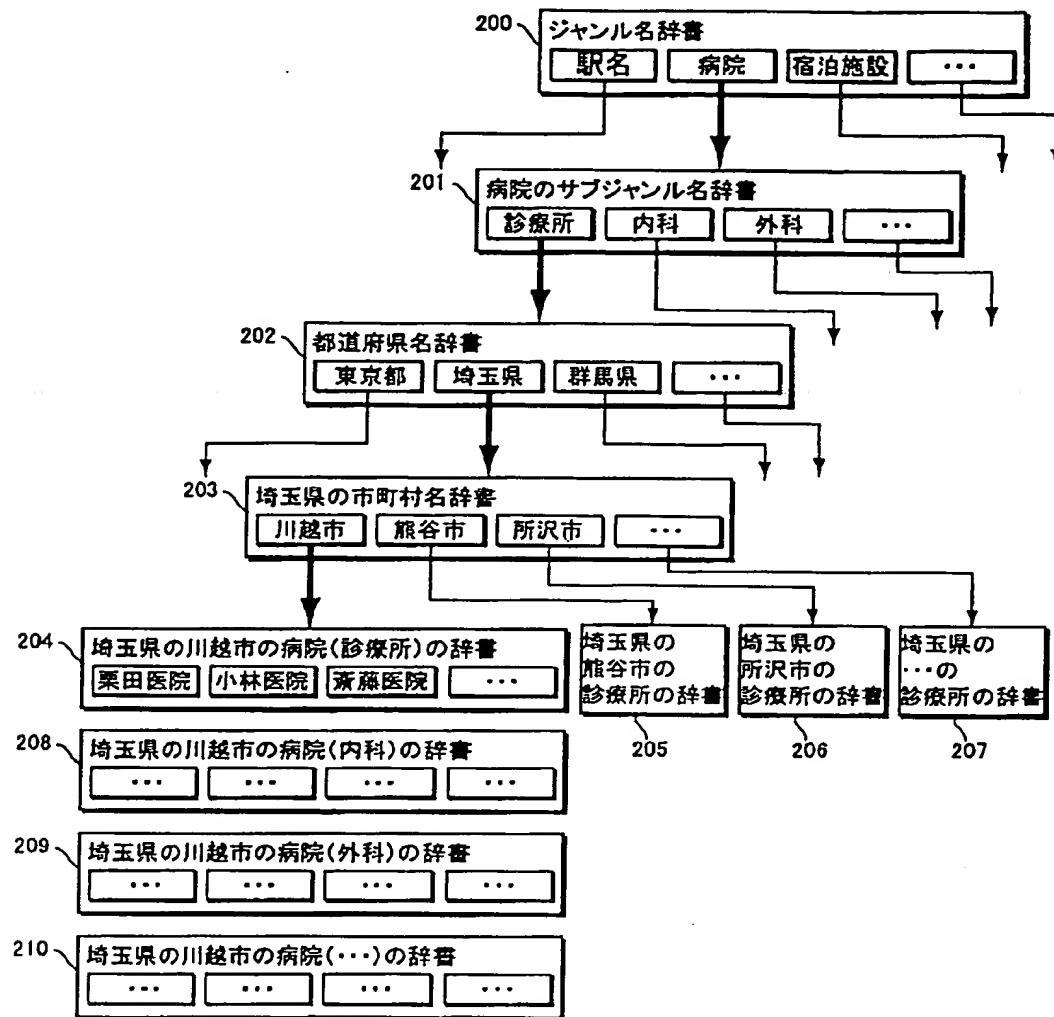 200
ジャンル名辞書
駅名 病院 宿泊施設 ・・・
201
病院のサブジャンル名辞書
診療所 内科 外科 ・・・
202
都道府県名辞書
東京都 埼玉県 群馬県 ・・・
203
埼玉県の市町村名辞書
川越市 熊谷市 所沢市 ・・・
204
埼玉県の川越市の病院(診療所)の辞書
栗田医院 小林医院 斎藤医院 ・・・
埼玉県の
熊谷市の
診療所の辞書
205
埼玉県の
所沢市の
診療所の辞書
206
埼玉県の
・・・の
診療所の辞書
207
208
埼玉県の川越市の病院(内科)の辞書
・・・ ・・・ ・・・ ・・・
209
埼玉県の川越市の病院(外科)の辞書
・・・ ・・・ ・・・ ・・・
210
埼玉県の川越市の病院(・・・)の辞書
・・・ ・・・ ・・・ ・・・